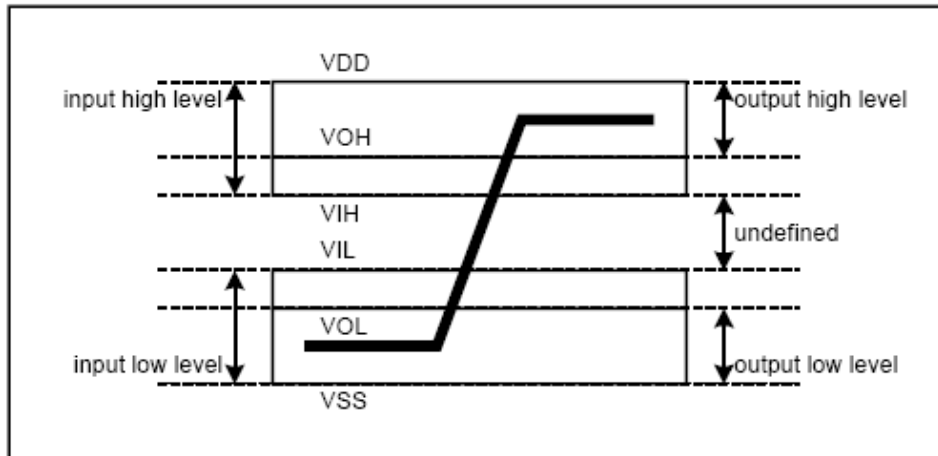 VDD
input high level
output high level
VOH
VIH
undefined
VIL
VOL
input low level
output low level
VSS